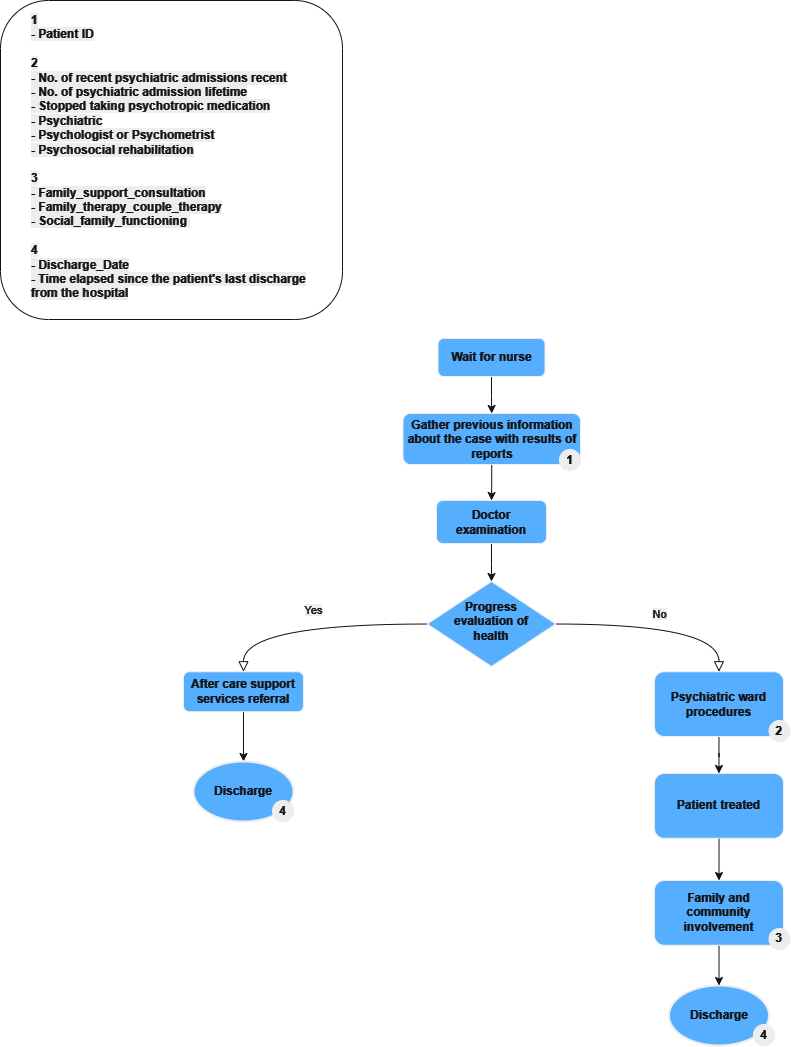 1
- Patient ID
2
- No. of recent psychiatric admissions recent
- No. of psychiatric admission lifetime
- Stopped taking psychotropic medication
- Psychiatric
- Psychologist or Psychometrist
- Psychosocial rehabilitation
3
- Family_support_consultation
- Family_therapy_couple_therapy
- Social_family_functioning
4
- Discharge_Date
- Time elapsed since the patient's last discharge
from the hospital
Wait for nurse
Gather previous information
about the case with results of
reports
1
Doctor
examination
Progress
evaluation of
health
Yes
No
After care support
services referral
Psychiatric ward
procedures
2
Discharge
4
Patient treated
Family and
community
involvement
3
Discharge
4